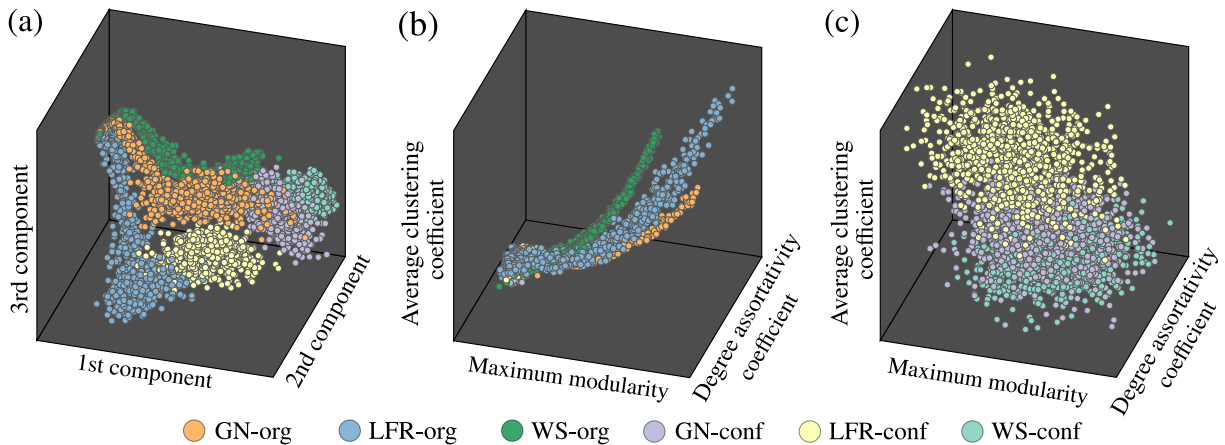 (a)
3rd component
1st component
2nd component
(b)
Average clustering
coefficient
Maximum modularity
Degree assortativity
coefficient
(c)
Average clustering
coefficient
Maximum modularity
Degree assortativity
coefficient
GN-org LFR-org WS-org GN-conf LFR-conf WS-conf